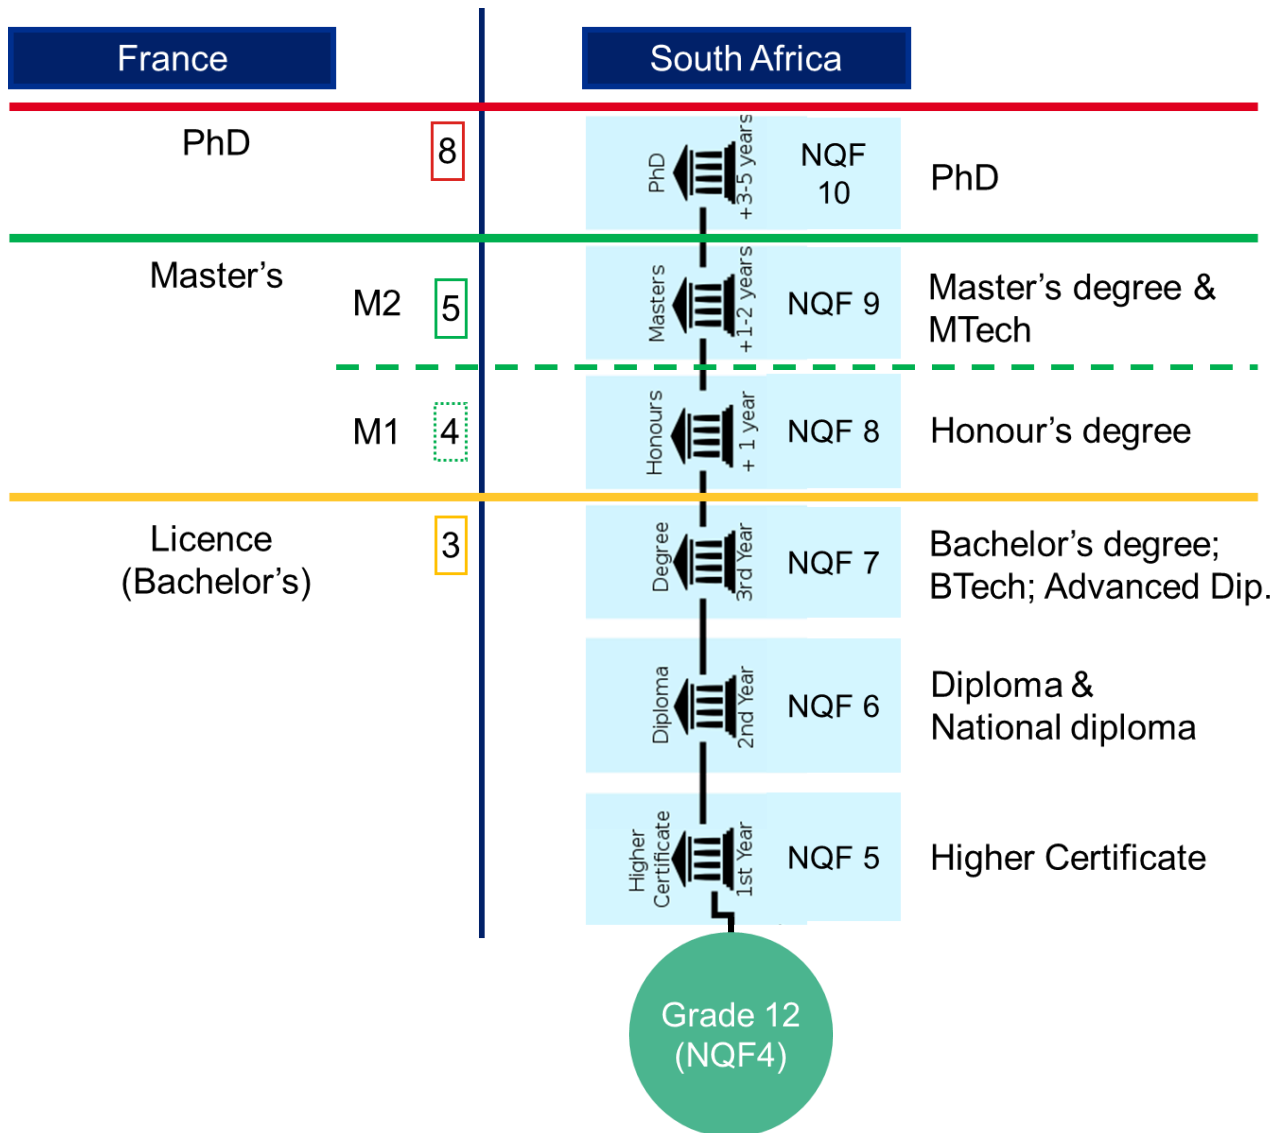 France
South Africa
PhD
8
PhD
+3-5 years
NQF
10
PhD
Master's
M2
5
Masters
+1-2 years
NQF 9
Master's degree &
MTech
M1
4
Honours
+ 1 year
NQF 8
Honour's degree
Licence
(Bachelor's)
3
Degree
3rd Year
NQF 7
Bachelor's degree;
BTech; Advanced Dip.
Diploma
2nd Year
NQF 6
Diploma &
National diploma
Higher
Certificate
1st Year
NQF 5
Higher Certificate
Grade 12
(NQF4)